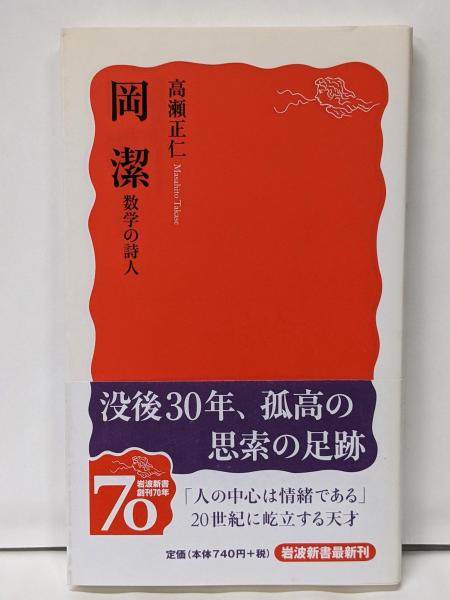 岡 潔
数学の詩人
高瀬正仁
Masahito Takase
没後30年、孤高の
思索の足跡
岩波新書
創刊70年
70
「人の中心は情緒である」
20世紀に屹立する天才
定価(本体740円+税)
岩波新書最新刊